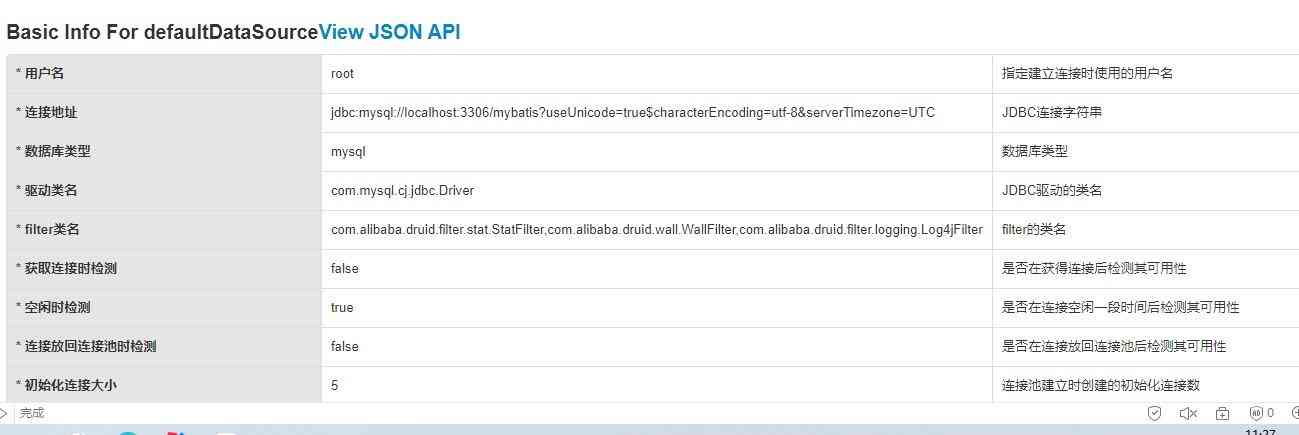 Basic Info For defaultDataSourceView JSON API
* 用户名 root 指定建立连接时使用的用户名
* 连接地址 jdbc:mysql://localhost:3306/mybatis?useUnicode=true$characterEncoding=utf-8&serverTimezone=UTC JDBC连接字符串
* 数据库类型 mysql 数据库类型
* 驱动类名 com.mysql.cj.jdbc.Driver JDBC驱动的类名
* filter类名 com.alibaba.druid.filter.stat.StatFilter,com.alibaba.druid.wall.WallFilter,com.alibaba.druid.filter.logging.Log4jFilter filter的类名
* 获取连接时检测 false 是否在获得连接后检测其可用性
* 空闲时检测 true 是否在连接空闲一段时间后检测其可用性
* 连接放回连接池时检测 false 是否在连接放回连接池后检测其可用性
* 初始化连接大小 5 连接池建立时创建的初始化连接数
完成 AD 0
11:27